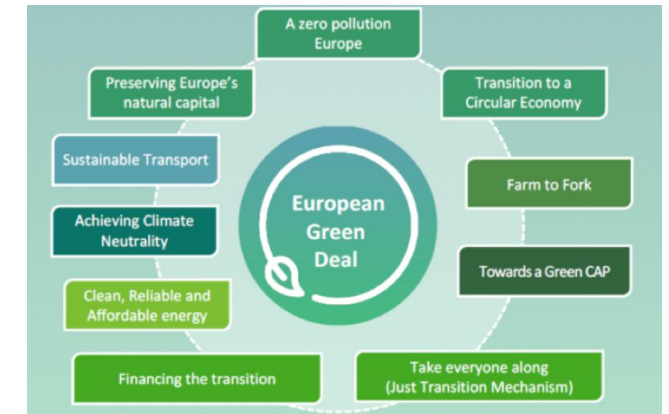 A zero pollution
Europe
Preserving Europe's
natural capital
Transition to a
Circular Economy
Sustainable Transport
Farm to Fork
European
Green
Deal
Achieving Climate
Neutrality
Towards a Green CAP
Clean, Reliable and
Affordable energy
Financing the transition
Take everyone along
(Just Transition Mechanism)